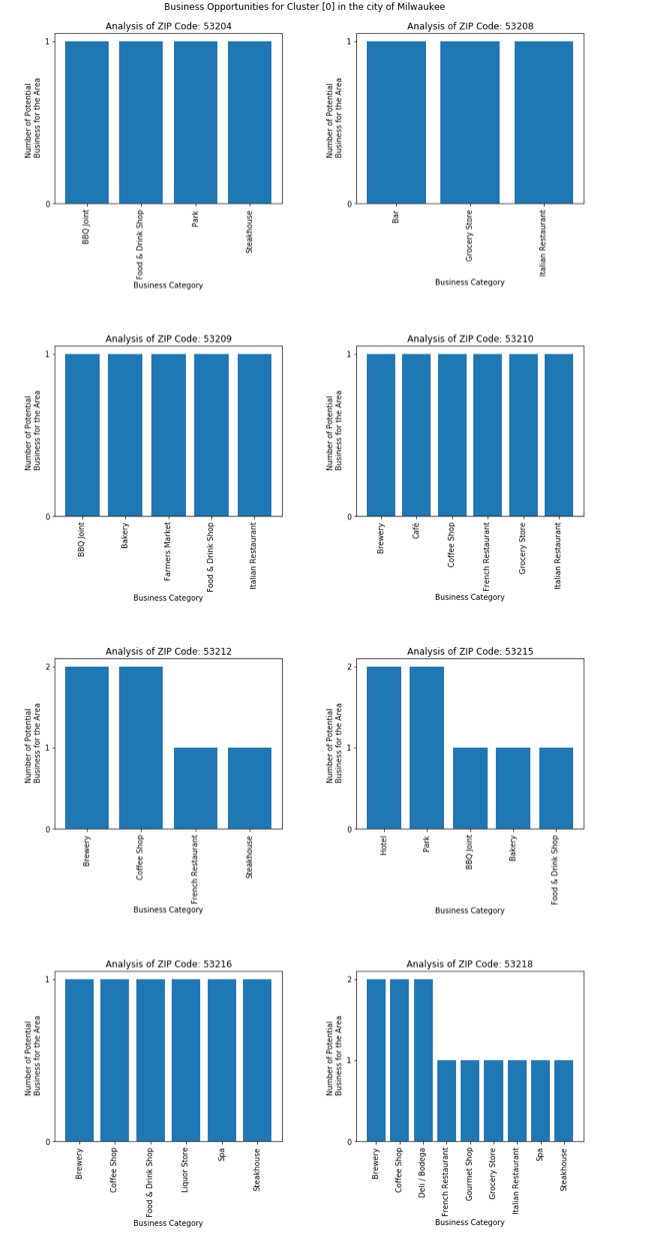 Business Opportunities for Cluster [0] in the city of Milwaukee
Analysis of ZIP Code: 53204
Number of Potential
Business for the Area
1
0
BBQ Joint
Food & Drink Shop
Park
Steakhouse
Business Category
Analysis of ZIP Code: 53208
Number of Potential
Business for the Area
1
0
Bar
Grocery Store
Italian Restaurant
Business Category
Analysis of ZIP Code: 53209
Number of Potential
Business for the Area
1
0
BBQ Joint
Bakery
Farmers Market
Food & Drink Shop
Italian Restaurant
Business Category
Analysis of ZIP Code: 53210
Number of Potential
Business for the Area
1
0
Brewery
Café
Coffee Shop
French Restaurant
Grocery Store
Italian Restaurant
Business Category
Analysis of ZIP Code: 53212
Number of Potential
Business for the Area
2
1
0
Brewery
Coffee Shop
French Restaurant
Steakhouse
Business Category
Analysis of ZIP Code: 53215
Number of Potential
Business for the Area
2
1
0
Hotel
Park
BBQ Joint
Bakery
Food & Drink Shop
Business Category
Analysis of ZIP Code: 53216
Number of Potential
Business for the Area
1
0
Brewery
Coffee Shop
Food & Drink Shop
Liquor Store
Spa
Steakhouse
Business Category
Analysis of ZIP Code: 53218
Number of Potential
Business for the Area
2
1
0
Brewery
Coffee Shop
Deli / Bodega
French Restaurant
Gourmet Shop
Grocery Store
Italian Restaurant
Spa
Steakhouse
Business Category